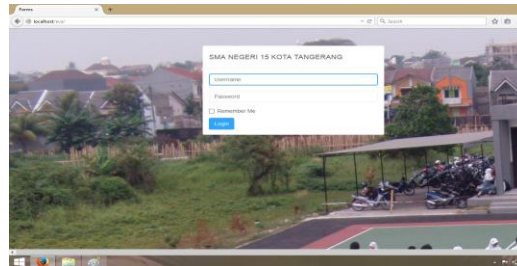 Forms
localhost
Search
SMA NEGERI 15 KOTA TANGERANG
Username
Password
Remember Me
Login